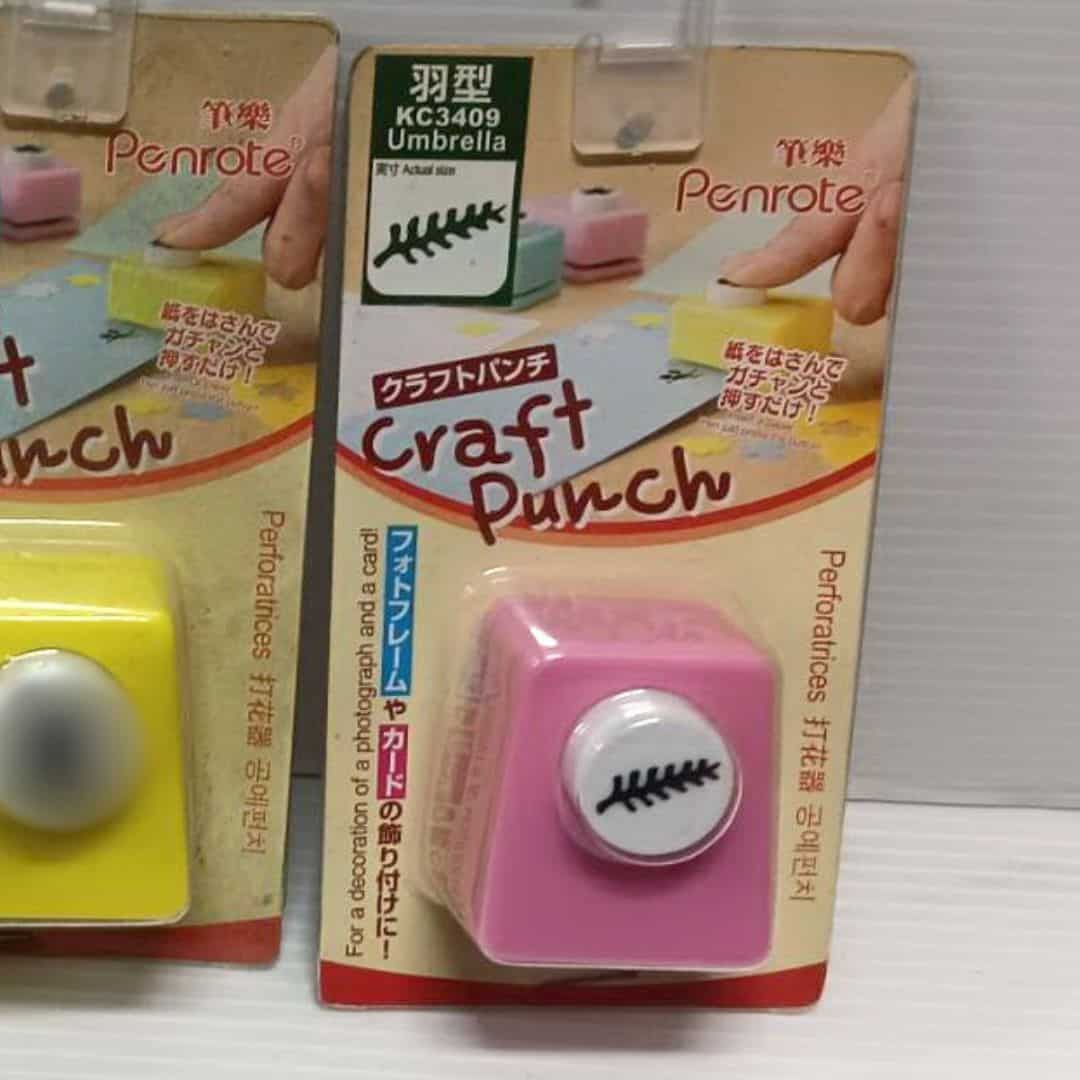 筆樂
Penrote
紙をはさんで
ガチャンと
押すだけ！
t
unch
Perforatrices 打花器 공예펀치
羽型
KC3409
Umbrella
実寸 Actual size
筆樂
Penrote
紙をはさんで
ガチャンと
押すだけ！
クラフトパンチ
Craft
Punch
フォトフレームやカードの飾り付けに！
For a decoration of a photograph and a card!
Perforatrices 打花器 공예펀치